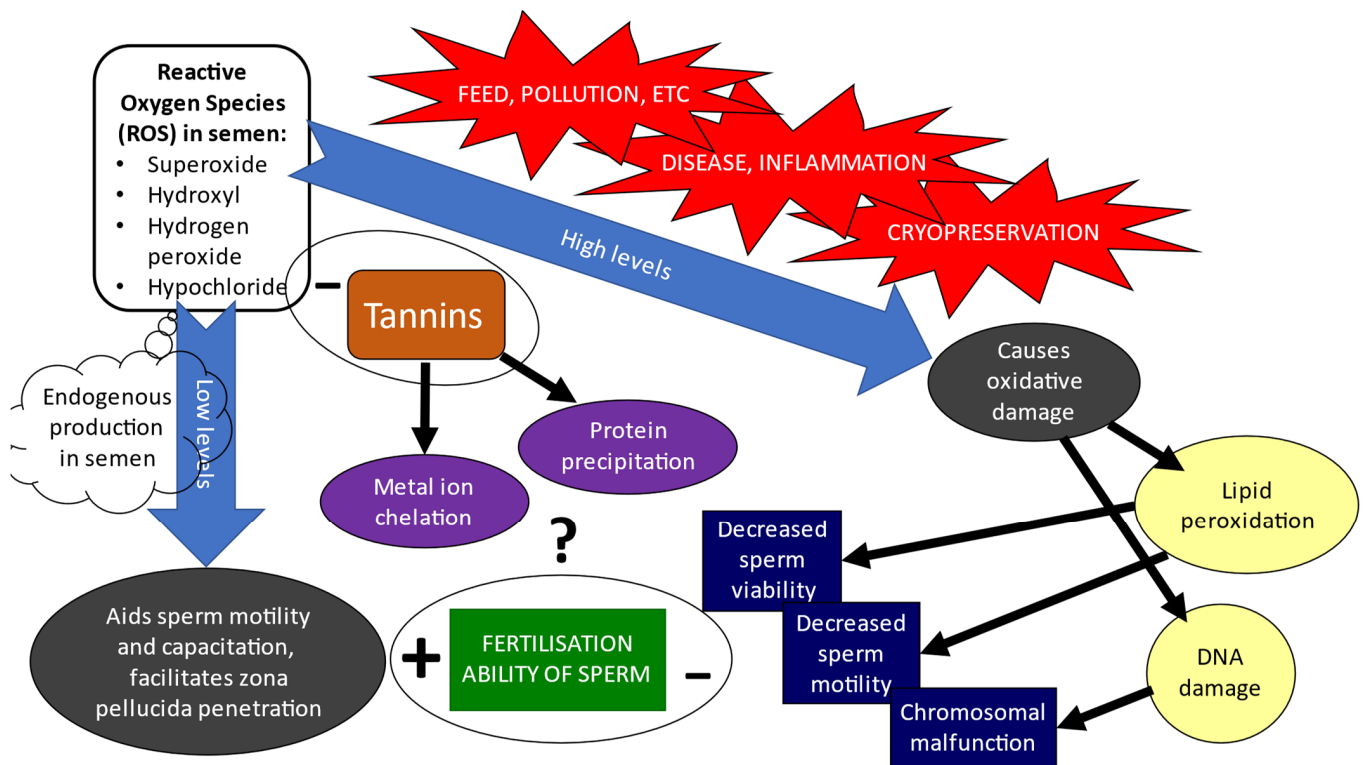 Reactive
Oxygen Species
(ROS) in semen:
• Superoxide
• Hydroxyl
• Hydrogen
peroxide
• Hypochloride
FEED, POLLUTION, ETC
DISEASE, INFLAMMATION
CRYOPRESERVATION
High levels
-
Tannins
Low levels
Endogenous
production
in semen
Protein
precipitation
Metal ion
chelation
Causes
oxidative
damage
Lipid
peroxidation
DNA
damage
Decreased
sperm
viability
Decreased
sperm
motility
Chromosomal
malfunction
?
Aids sperm motility
and capacitation,
facilitates zona
pellucida penetration
+
FERTILISATION
ABILITY OF SPERM
-